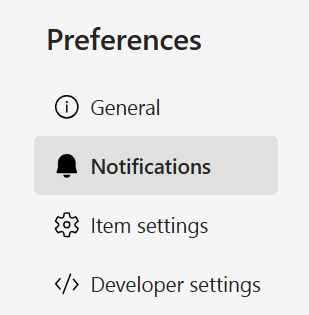 Preferences
General
Notifications
Item settings
Developer settings